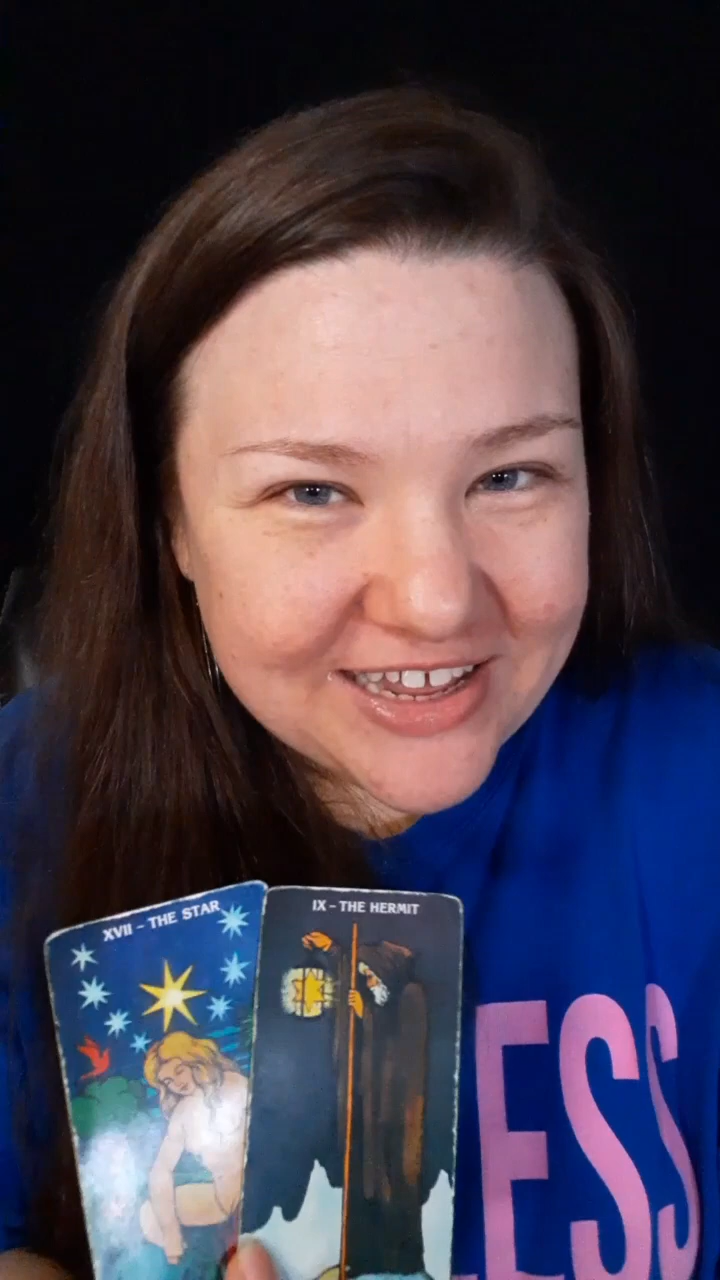 XVII – THE STAR
IX – THE HERMIT
ESS